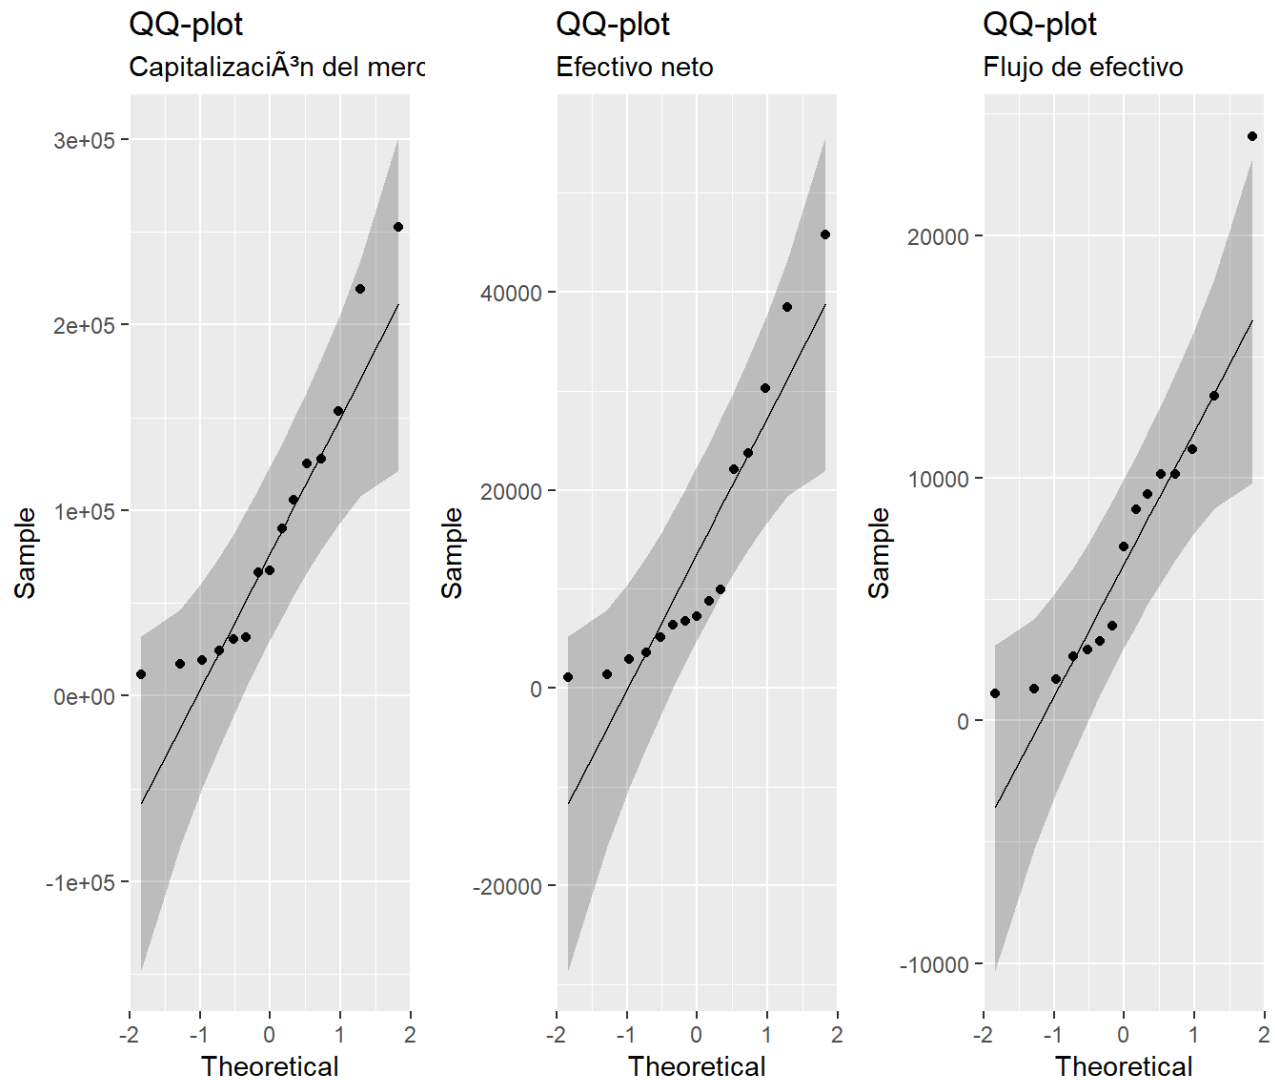 QQ-plot
CapitalizaciÃ³n del merc
3e+05
2e+05
1e+05
0e+00
-1e+05
Sample
-2 -1 0 1 2
Theoretical
QQ-plot
Efectivo neto
40000
20000
0
-20000
Sample
-2 -1 0 1 2
Theoretical
QQ-plot
Flujo de efectivo
20000
10000
0
-10000
Sample
-2 -1 0 1 2
Theoretical